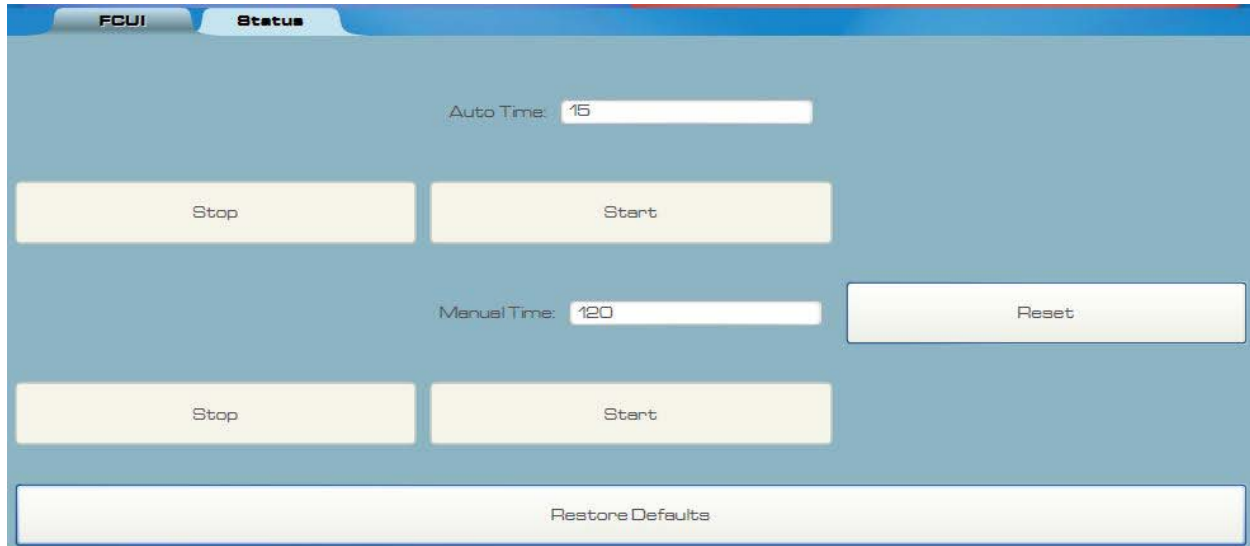 FCUI Status
Auto Time: 15
Stop Start
Manual Time: 120 Reset
Stop Start
Restore Defaults